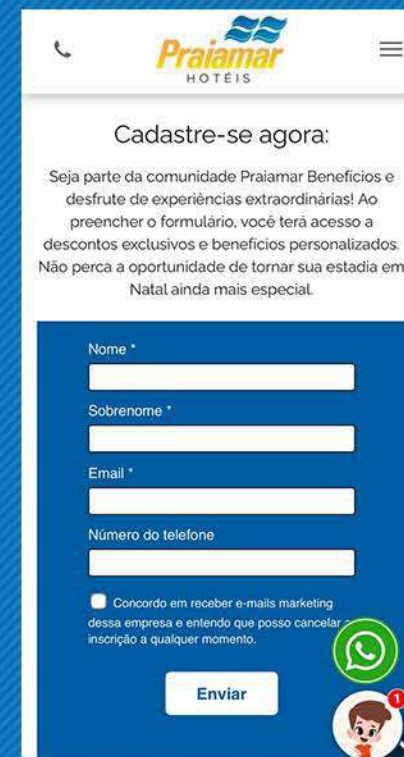 Praiamar
HOTÉIS
Cadastre-se agora:
Seja parte da comunidade Praiamar Benefícios e
desfrute de experiências extraordinárias! Ao
preencher o formulário, você terá acesso a
descontos exclusivos e benefícios personalizados.
Não perca a oportunidade de tornar sua estadia em
Natal ainda mais especial.
Nome *
Sobrenome *
Email *
Número do telefone
Concordo em receber e-mails marketing
dessa empresa e entendo que posso cancelar
inscrição a qualquer momento.
Enviar
1